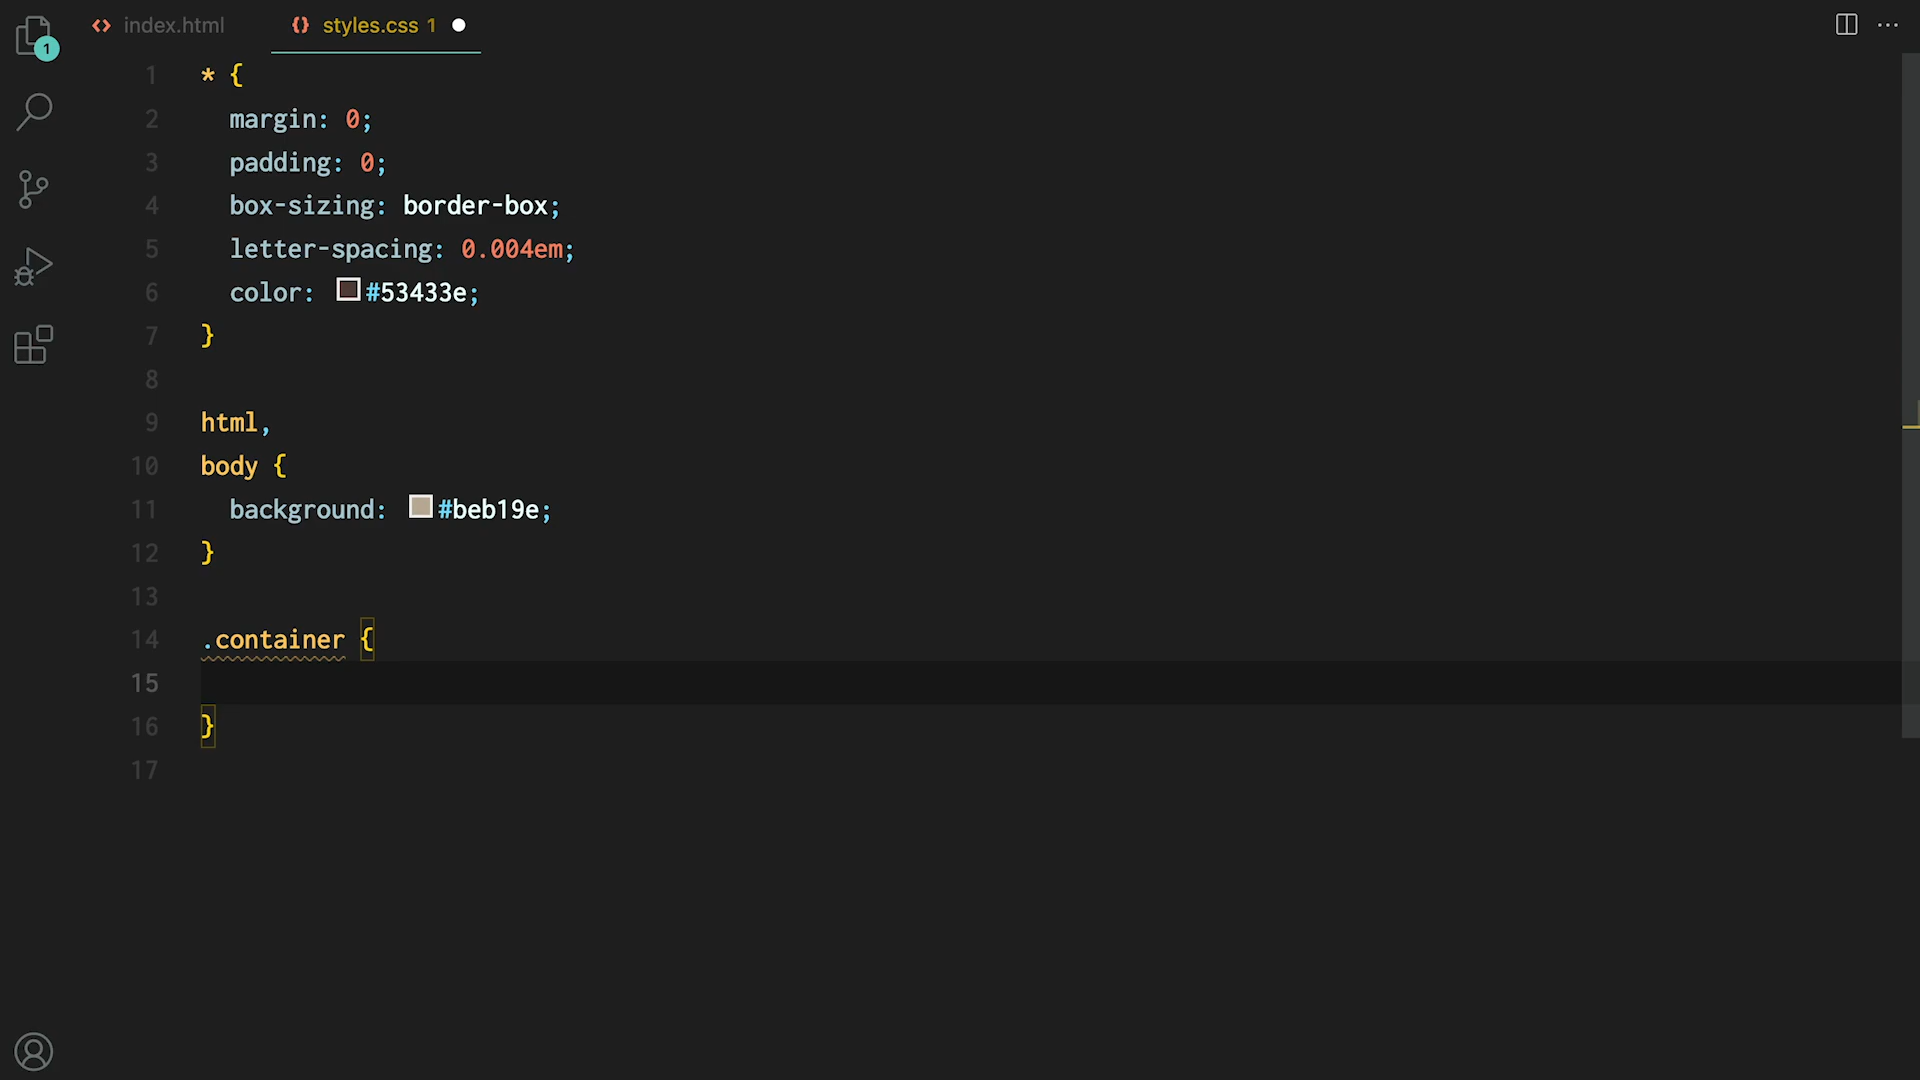 index.html
styles.css 1
1
1 * {
2 margin: 0;
3 padding: 0;
4 box-sizing: border-box;
5 letter-spacing: 0.004em;
6 color: #53433e;
7 }
8
9 html,
10 body {
11 background: #beb19e;
12 }
13
14 .container {
15
16 }
17